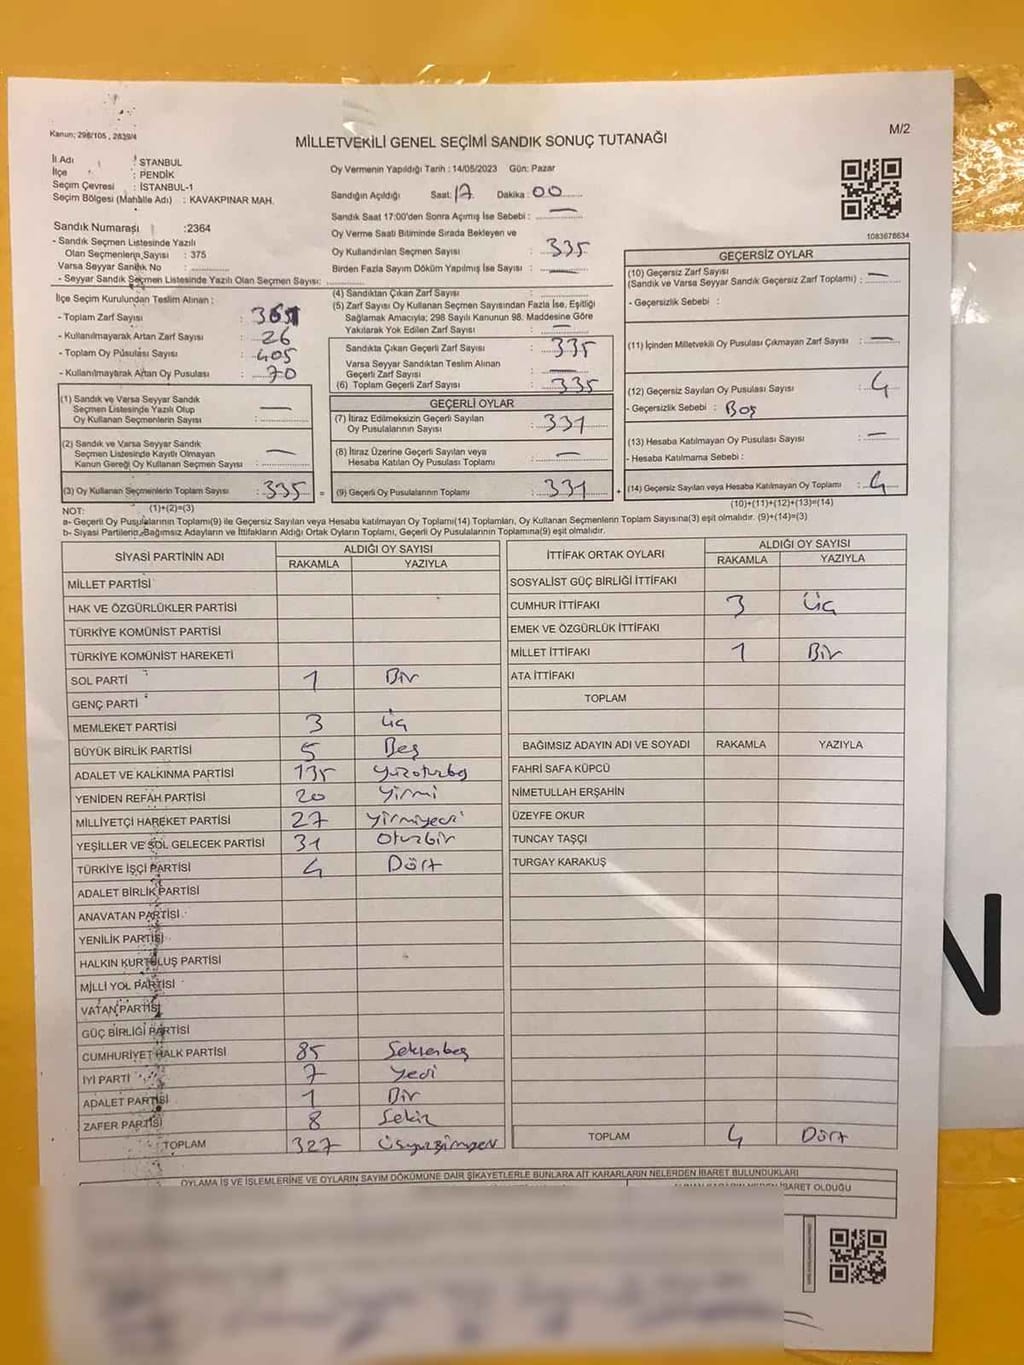 Kanun; 298/105 , 2839/4
MİLLETVEKİLİ GENEL SEÇİMİ SANDIK SONUÇ TUTANAĞI
M/2
İl Adı : İSTANBUL
İlçe : PENDİK
Seçim Çevresi : İSTANBUL-1
Seçim Bölgesi (Mahalle Adı) : KAVAKPINAR MAH.
Sandık Numarası :2364
- Sandık Seçmen Listesinde Yazılı
Olan Seçmenlerin Sayısı : 375
Varsa Seyyar Sandık No :
- Seyyar Sandık Seçmen Listesinde Yazılı Olan Seçmen Sayısı:
Oy Vermenin Yapıldığı Tarih : 14/05/2023 Gün: Pazar
Sandığın Açıldığı Saat: 17 Dakika: 00
Sandık Saat 17:00'den Sonra Açımış İse Sebebi : —
Oy Verme Saati Bitiminde Sırada Bekleyen ve
Oy Kullandırılan Seçmen Sayısı : 335
Birden Fazla Sayım Döküm Yapılmış İse Sayısı : —
1083678634
İlçe Seçim Kurulundan Teslim Alınan :
- Toplam Zarf Sayısı : 361
- Kullanılmayarak Artan Zarf Sayısı : 26
- Toplam Oy Pusulası Sayısı : 405
- Kullanılmayarak Artan Oy Pusulası : 70
(1) Sandık ve Varsa Seyyar Sandık
Seçmen Listesinde Yazılı Olup
Oy Kullanan Seçmenlerin Sayısı : —
(2) Sandık ve Varsa Seyyar Sandık
Seçmen Listesinde Kayıtlı Olmayan
Kanun Gereği Oy Kullanan Seçmen Sayısı : —
(3) Oy Kullanan Seçmenlerin Toplam Sayısı : 335
(1)+(2)=(3)
(4) Sandıktan Çıkan Zarf Sayısı :
(5) Zarf Sayısı Oy Kullanan Seçmen Sayısından Fazla İse, Eşitliği
Sağlamak Amacıyla; 298 Sayılı Kanunun 98. Maddesine Göre
Yakılarak Yok Edilen Zarf Sayısı : —
Sandıkta Çıkan Geçerli Zarf Sayısı : 335
Varsa Seyyar Sandıktan Teslim Alınan
Geçerli Zarf Sayısı : —
(6) Toplam Geçerli Zarf Sayısı : 335
GEÇERLİ OYLAR
(7) İtiraz Edilmeksizin Geçerli Sayılan
Oy Pusulalarının Sayısı : 331
(8) İtiraz Üzerine Geçerli Sayılan veya
Hesaba Katılan Oy Pusulası Toplamı : —
= (9) Geçerli Oy Pusulalarının Toplamı : 331
GEÇERSİZ OYLAR
(10) Geçersiz Zarf Sayısı
(Sandık ve Varsa Seyyar Sandık Geçersiz Zarf Toplamı) : —
- Geçersizlik Sebebi :
(11) İçinden Milletvekili Oy Pusulası Çıkmayan Zarf Sayısı : —
(12) Geçersiz Sayılan Oy Pusulası Sayısı : 4
- Geçersizlik Sebebi : Boş
(13) Hesaba Katılmayan Oy Pusulası Sayısı : —
- Hesaba Katılmama Sebebi :
+ (14) Geçersiz Sayılan veya Hesaba Katılmayan Oy Toplamı : 4
(10)+(11)+(12)+(13)=(14)
NOT:
a- Geçerli Oy Pusulalarının Toplamı(9) ile Geçersiz Sayılan veya Hesaba katılmayan Oy Toplamı(14) Toplamları, Oy Kullanan Seçmenlerin Toplam Sayısına(3) eşit olmalıdır. (9)+(14)=(3)
b- Siyasi Partilerin, Bağımsız Adayların ve İttifakların Aldığı Ortak Oyların Toplamı, Geçerli Oy Pusulalarının Toplamına(9) eşit olmalıdır.
SİYASİ PARTİNİN ADI ALDIĞI OY SAYISI
RAKAMLA YAZIYLA
MİLLET PARTİSİ
HAK VE ÖZGÜRLÜKLER PARTİSİ
TÜRKİYE KOMÜNİST PARTİSİ
TÜRKİYE KOMÜNİST HAREKETİ
SOL PARTİ 1 Bir
GENÇ PARTİ
MEMLEKET PARTİSİ 3 üç
BÜYÜK BİRLİK PARTİSİ 5 Beş
ADALET VE KALKINMA PARTİSİ 135 yüzotuzbeş
YENİDEN REFAH PARTİSİ 20 yirmi
MİLLİYETÇİ HAREKET PARTİSİ 27 yirmiyedi
YEŞİLLER VE SOL GELECEK PARTİSİ 31 Otuzbir
TÜRKİYE İŞÇİ PARTİSİ 4 Dört
ADALET BİRLİK PARTİSİ
ANAVATAN PARTİSİ
YENİLİK PARTİSİ
HALKIN KURTULUŞ PARTİSİ
MİLLİ YOL PARTİSİ
VATAN PARTİSİ
GÜÇ BİRLİĞİ PARTİSİ
CUMHURİYET HALK PARTİSİ 85 Seksenbeş
İYİ PARTİ 7 yedi
ADALET PARTİSİ 1 Bir
ZAFER PARTİSİ 8 Sekiz
TOPLAM 327 üçyüzyirmiyedi
İTTİFAK ORTAK OYLARI ALDIĞI OY SAYISI
RAKAMLA YAZIYLA
SOSYALİST GÜÇ BİRLİĞİ İTTİFAKI
CUMHUR İTTİFAKI 3 üç
EMEK VE ÖZGÜRLÜK İTTİFAKI
MİLLET İTTİFAKI 1 Bir
ATA İTTİFAKI
TOPLAM
BAĞIMSIZ ADAYIN ADI VE SOYADI RAKAMLA YAZIYLA
FAHRİ SAFA KÜPCÜ
NİMETULLAH ERŞAHİN
ÜZEYFE OKUR
TUNCAY TAŞÇI
TURGAY KARAKUŞ
TOPLAM 4 Dört
OYLAMA İŞ VE İŞLEMLERİNE VE OYLARIN SAYIM DÖKÜMÜNE DAİR ŞİKAYETLERLE BUNLARA AİT KARARLARIN NELERDEN İBARET BULUNDUKLARI
İBARET OLDUĞU
N